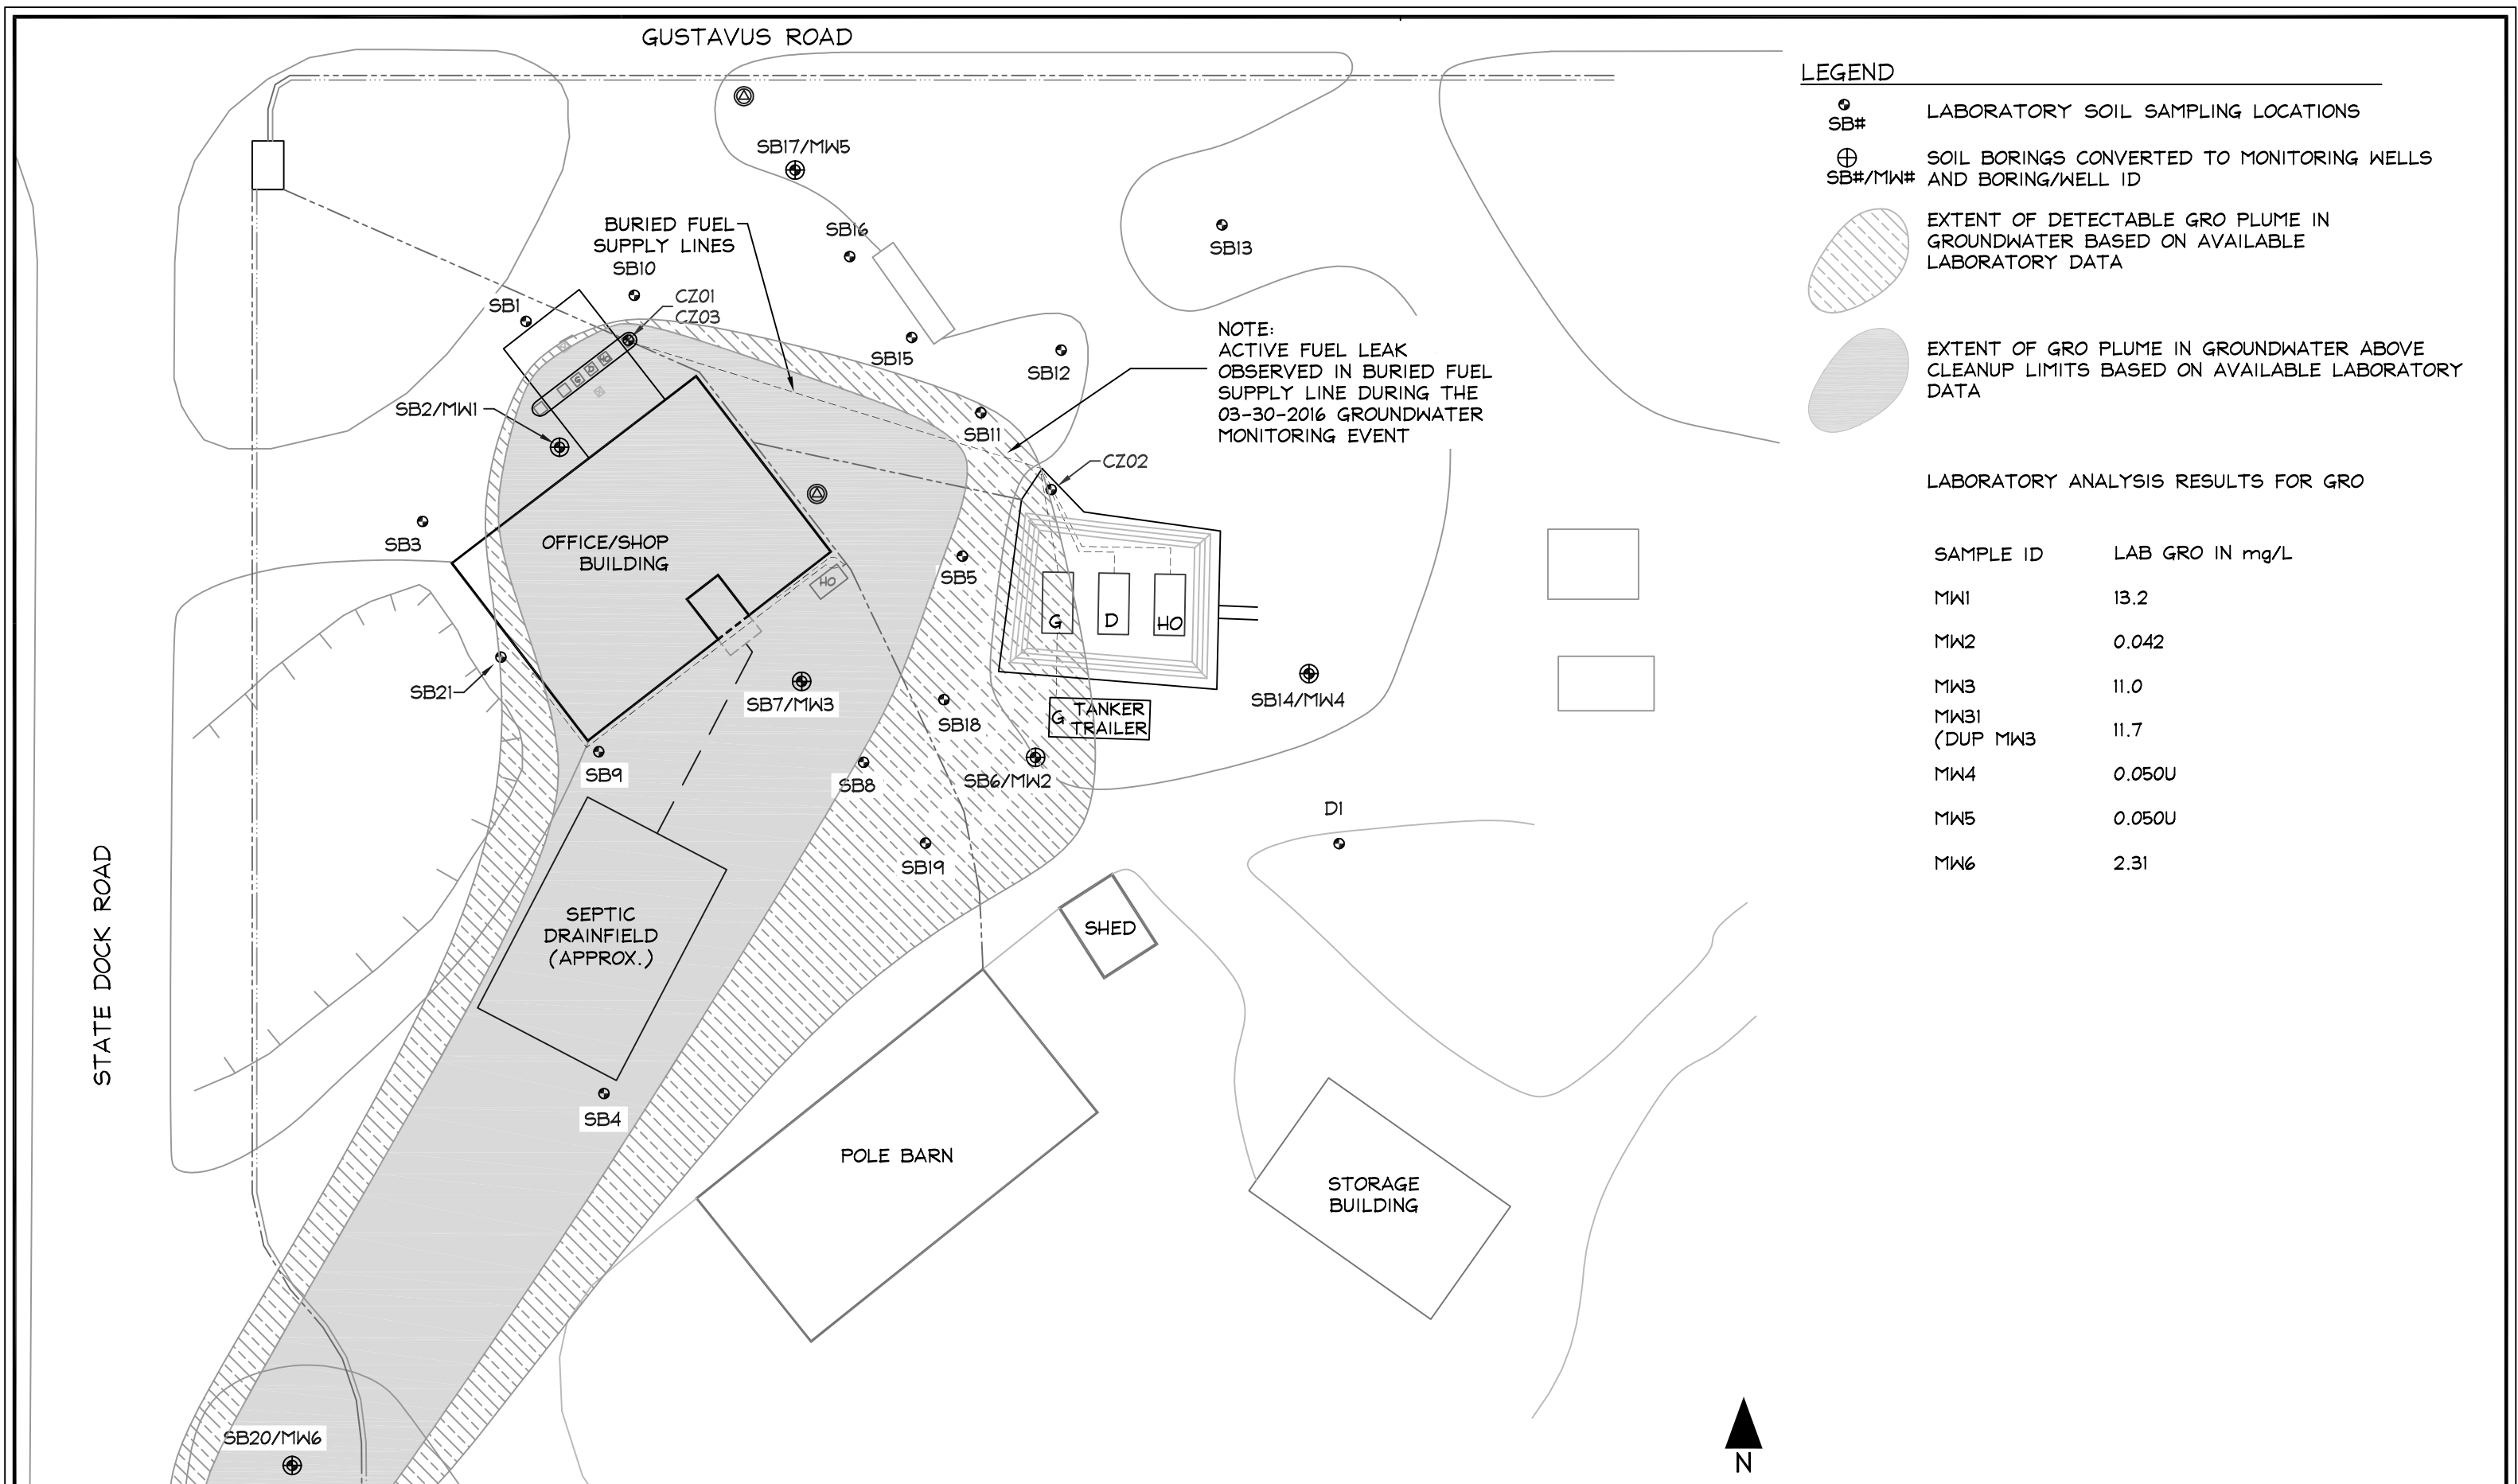 GUSTAVUS ROAD
SB17/MW5
BURIED FUEL
SUPPLY LINES
SB16
SB13
SB10
SB1
CZ01
CZ03
SB15
SB12
NOTE:
ACTIVE FUEL LEAK
OBSERVED IN BURIED FUEL
SUPPLY LINE DURING THE
03-30-2016 GROUNDWATER
MONITORING EVENT
SB2/MW1
SB11
CZ02
SB3
OFFICE/SHOP
BUILDING
HO
SB5
G
D
HO
SB21
SB7/MW3
SB18
G
TANKER
TRAILER
SB14/MW4
SB9
SB8
SB6/MW2
D1
SB19
STATE DOCK ROAD
SEPTIC
DRAINFIELD
(APPROX.)
SHED
SB4
POLE BARN
STORAGE
BUILDING
SB20/MW6
N
LEGEND
SB#
LABORATORY SOIL SAMPLING LOCATIONS
SB#/MW#
SOIL BORINGS CONVERTED TO MONITORING WELLS
AND BORING/WELL ID
EXTENT OF DETECTABLE GRO PLUME IN
GROUNDWATER BASED ON AVAILABLE
LABORATORY DATA
EXTENT OF GRO PLUME IN GROUNDWATER ABOVE
CLEANUP LIMITS BASED ON AVAILABLE LABORATORY
DATA
LABORATORY ANALYSIS RESULTS FOR GRO
SAMPLE ID LAB GRO IN mg/L
MW1 13.2
MW2 0.042
MW3 11.0
MW31
(DUP MW3 11.7
MW4 0.050U
MW5 0.050U
MW6 2.31